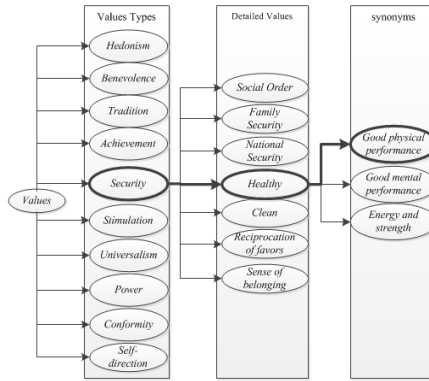 Values Types
Detailed Values
synonyms
Values
Hedonism
Benevolence
Tradition
Achievement
Security
Stimulation
Universalism
Power
Conformity
Self-
direction
Social Order
Family
Security
National
Security
Healthy
Clean
Reciprocation
of favors
Sense of
belonging
Good physical
performance
Good mental
performance
Energy and
strength